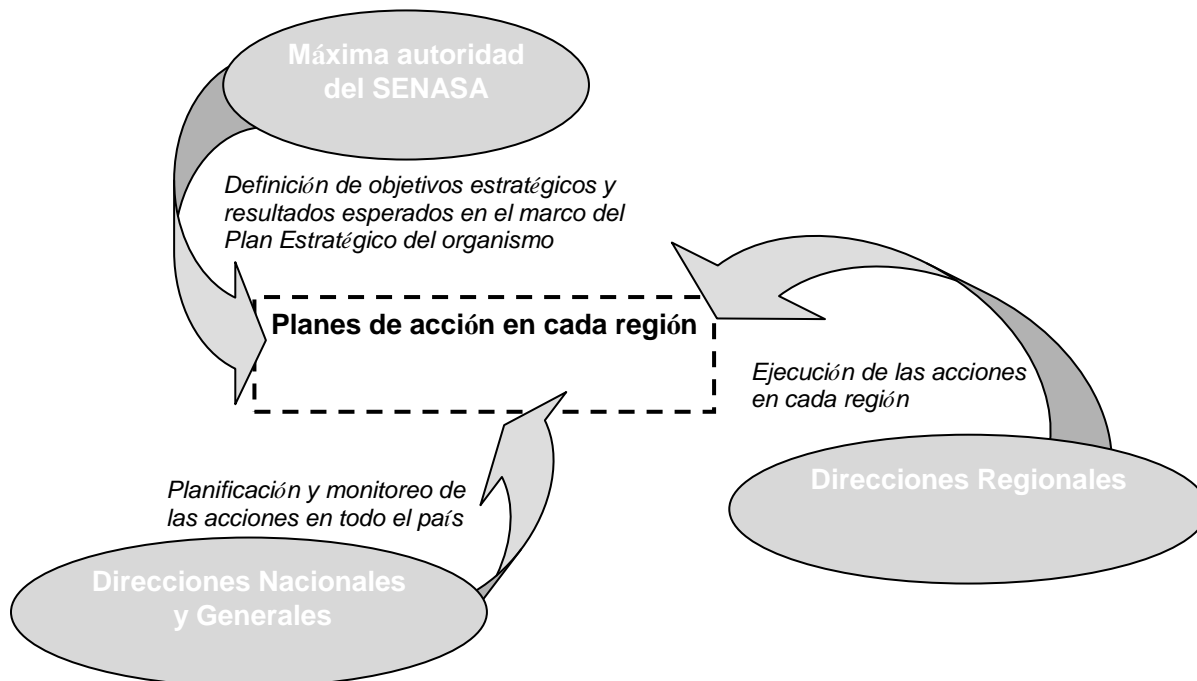 Máxima autoridad
del SENASA
Definición de objetivos estratégicos y
resultados esperados en el marco del
Plan Estratégico del organismo
Planes de acción en cada región
Ejecución de las acciones
en cada región
Direcciones Regionales
Planificación y monitoreo de
las acciones en todo el país
Direcciones Nacionales
y Generales